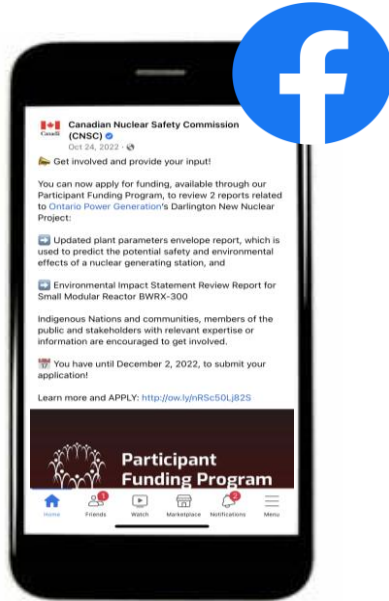 Canada
Canadian Nuclear Safety Commission
(CNSC)
Oct 24, 2022 ·
Get involved and provide your input!
You can now apply for funding, available through our
Participant Funding Program, to review 2 reports related
to Ontario Power Generation's Darlington New Nuclear
Project:
Updated plant parameters envelope report, which is
used to predict the potential safety and environmental
effects of a nuclear generating station, and
Environmental Impact Statement Review Report for
Small Modular Reactor BWRX-300
Indigenous Nations and communities, members of the
public and stakeholders with relevant expertise or
information are encouraged to get involved.
You have until December 2, 2022, to submit your
application!
Learn more and APPLY: http://ow.ly/nRSc50Lj82S
Participant
Funding Program
Home Friends Watch Marketplace Notifications Menu